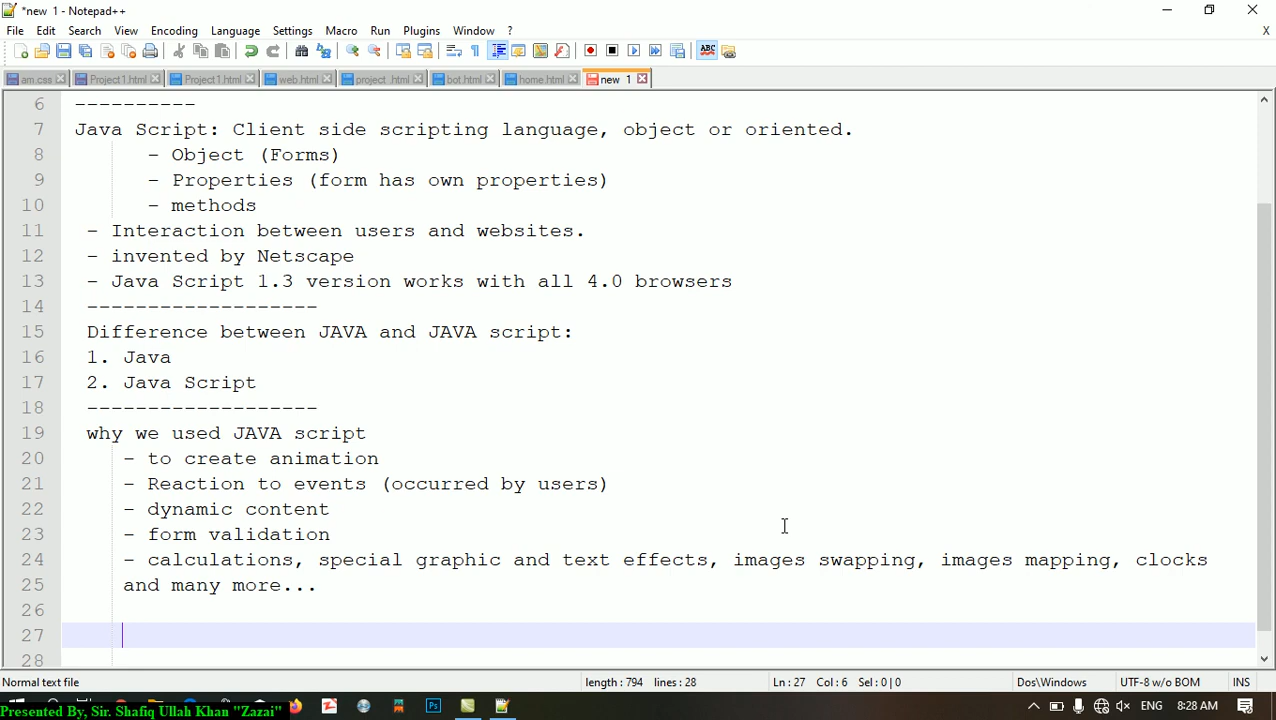 *new 1 - Notepad++
File Edit Search View Encoding Language Settings Macro Run Plugins Window ? X
am.css Project1.html Project1.html web.html project .html bot.html home.html new 1
6 ----------
7 Java Script: Client side scripting language, object or oriented.
8 - Object (Forms)
9 - Properties (form has own properties)
10 - methods
11 - Interaction between users and websites.
12 - invented by Netscape
13 - Java Script 1.3 version works with all 4.0 browsers
14 -------------------
15 Difference between JAVA and JAVA script:
16 1. Java
17 2. Java Script
18 -------------------
19 why we used JAVA script
20 - to create animation
21 - Reaction to events (occurred by users)
22 - dynamic content
23 - form validation
24 - calculations, special graphic and text effects, images swapping, images mapping, clocks
25 and many more...
26
27
28
Normal text file length : 794 lines : 28 Ln : 27 Col : 6 Sel : 0 | 0 Dos\Windows UTF-8 w/o BOM INS
ENG 8:28 AM
Presented By, Sir. Shafiq Ullah Khan "Zazai"